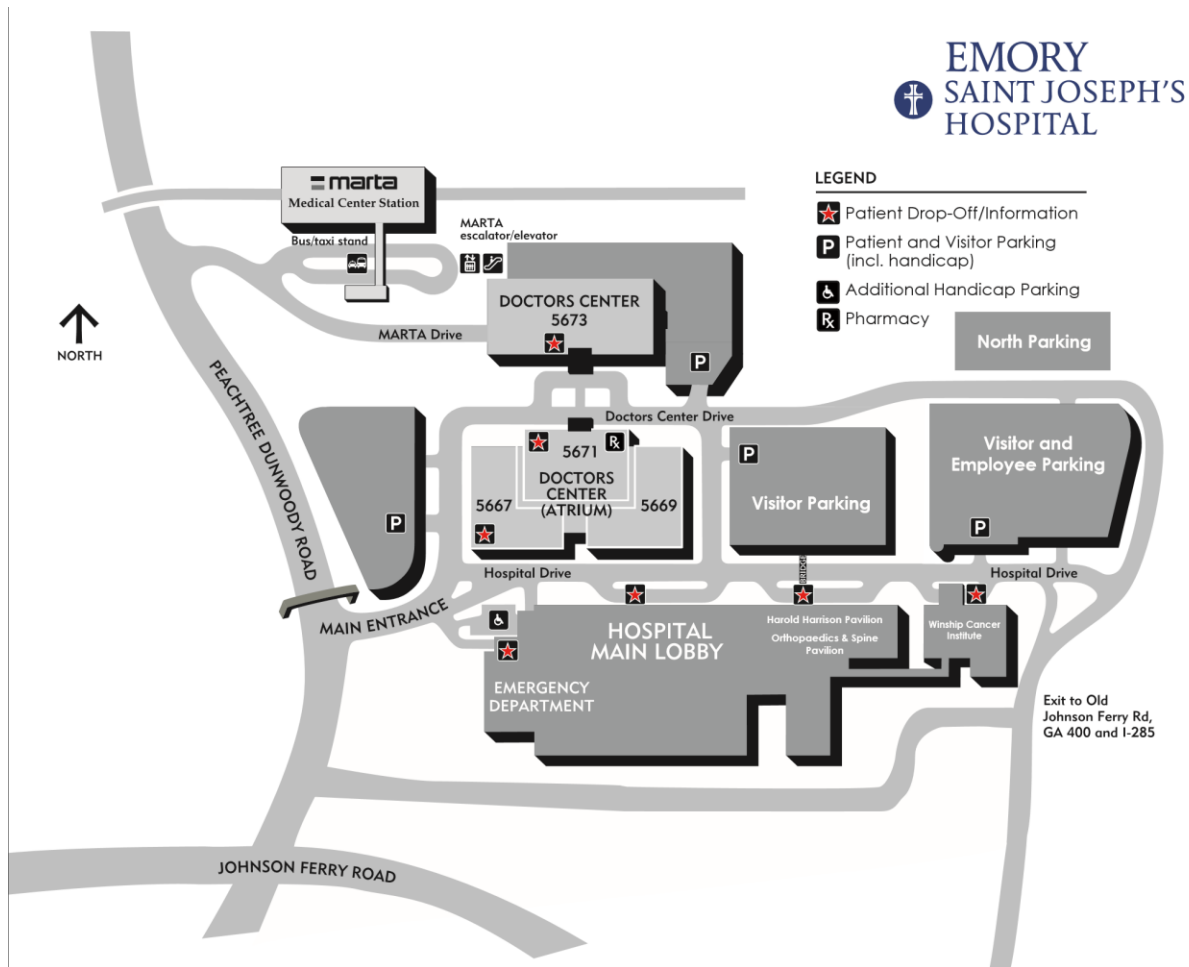 EMORY
SAINT JOSEPH'S
HOSPITAL
LEGEND
Patient Drop-Off/Information
P
Patient and Visitor Parking
(incl. handicap)
Additional Handicap Parking
Rx
Pharmacy
marta
Medical Center Station
Bus/taxi stand
MARTA
escalator/elevator
DOCTORS CENTER
5673
MARTA Drive
NORTH
P
North Parking
PEACHTREE DUNWOODY ROAD
Doctors Center Drive
5671
Rx
DOCTORS
CENTER
(ATRIUM)
5667
5669
P
P
Visitor Parking
Visitor and
Employee Parking
P
Hospital Drive
BRIDGE
Hospital Drive
MAIN ENTRANCE
HOSPITAL
MAIN LOBBY
Harold Harrison Pavilion
Orthopaedics & Spine
Pavilion
Winship Cancer
Institute
EMERGENCY
DEPARTMENT
Exit to Old
Johnson Ferry Rd,
GA 400 and I-285
JOHNSON FERRY ROAD